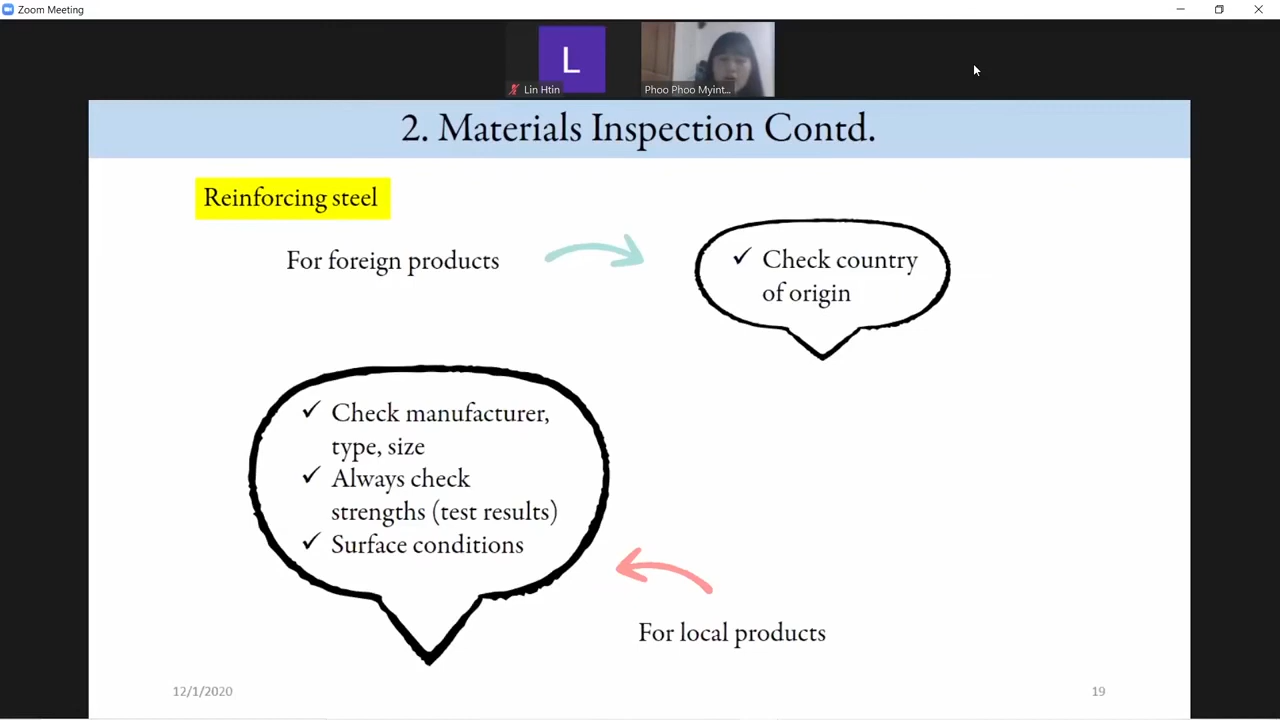 Zoom Meeting
L
Lin Htin
Phoo Phoo Myint...
2. Materials Inspection Contd.
Reinforcing steel
For foreign products
✓ Check country
of origin
✓ Check manufacturer,
type, size
✓ Always check
strengths (test results)
✓ Surface conditions
For local products
12/1/2020
19